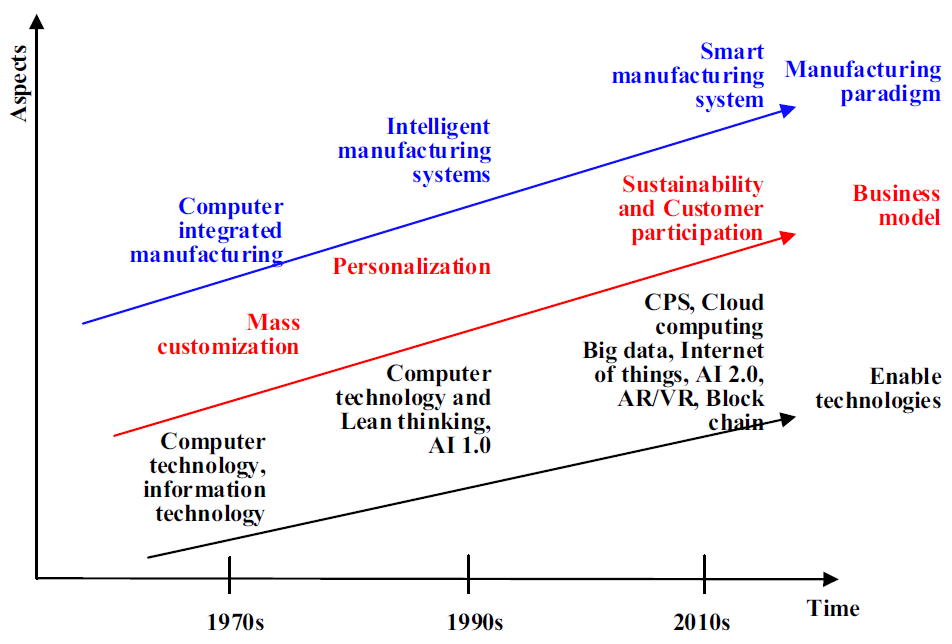 Aspects
Smart
manufacturing
system
Manufacturing
paradigm
Intelligent
manufacturing
systems
Computer
integrated
manufacturing
Sustainability
and Customer
participation
Business
model
Personalization
Mass
customization
CPS, Cloud
computing
Big data, Internet
of things, AI 2.0,
AR/VR, Block
chain
Enable
technologies
Computer
technology and
Lean thinking,
AI 1.0
Computer
technology,
information
technology
Time
1970s
1990s
2010s